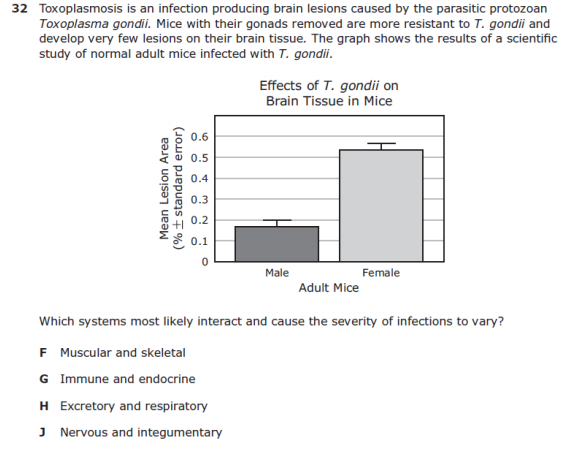 32 Toxoplasmosis is an infection producing brain lesions caused by the parasitic protozoan
Toxoplasma gondii. Mice with their gonads removed are more resistant to T. gondii and
develop very few lesions on their brain tissue. The graph shows the results of a scientific
study of normal adult mice infected with T. gondii.
Effects of T. gondii on
Brain Tissue in Mice
Mean Lesion Area
(% ± standard error)
0.6
0.5
0.4
0.3
0.2
0.1
0
Male Female
Adult Mice
Which systems most likely interact and cause the severity of infections to vary?
F Muscular and skeletal
G Immune and endocrine
H Excretory and respiratory
J Nervous and integumentary